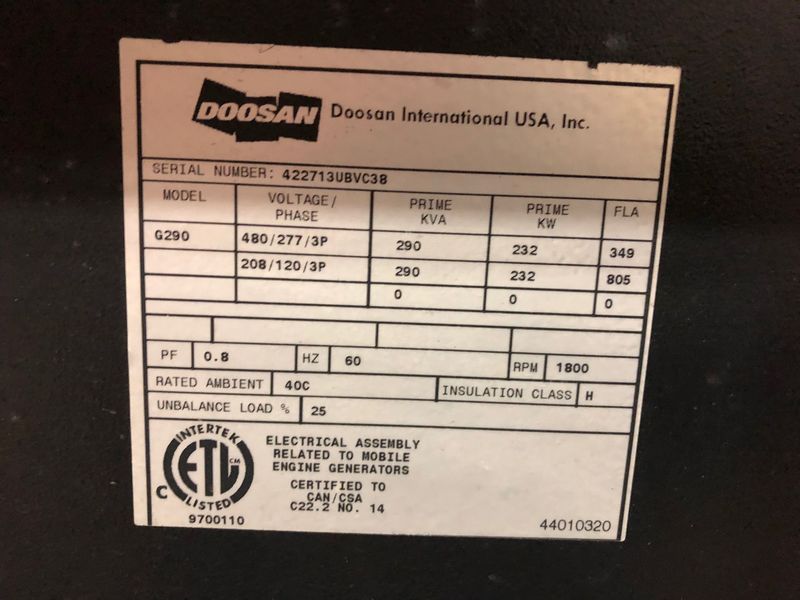 DOOSAN Doosan International USA, Inc.
SERIAL NUMBER: 422713UBVC38
MODEL VOLTAGE/ PHASE PRIME KVA PRIME KW FLA
G290 480/277/3P 290 232 349
208/120/3P 290 232 805
0 0 0
PF 0.8 HZ 60 RPM 1800
RATED AMBIENT 40C INSULATION CLASS H
UNBALANCE LOAD % 25
INTERTEK
ETL CM
C LISTED
9700110
ELECTRICAL ASSEMBLY
RELATED TO MOBILE
ENGINE GENERATORS
CERTIFIED TO
CAN/CSA
C22.2 NO. 14
44010320